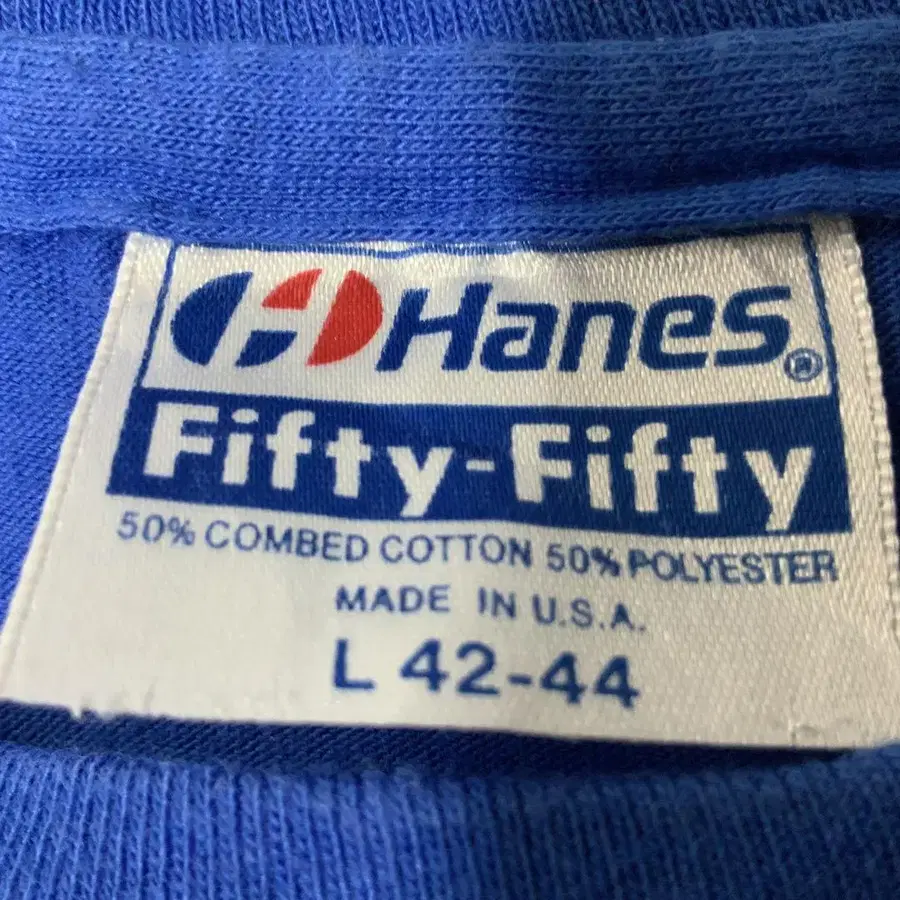 Hanes®
Fifty-Fifty
50% COMBED COTTON 50% POLYESTER
MADE IN U.S.A.
L 42-44